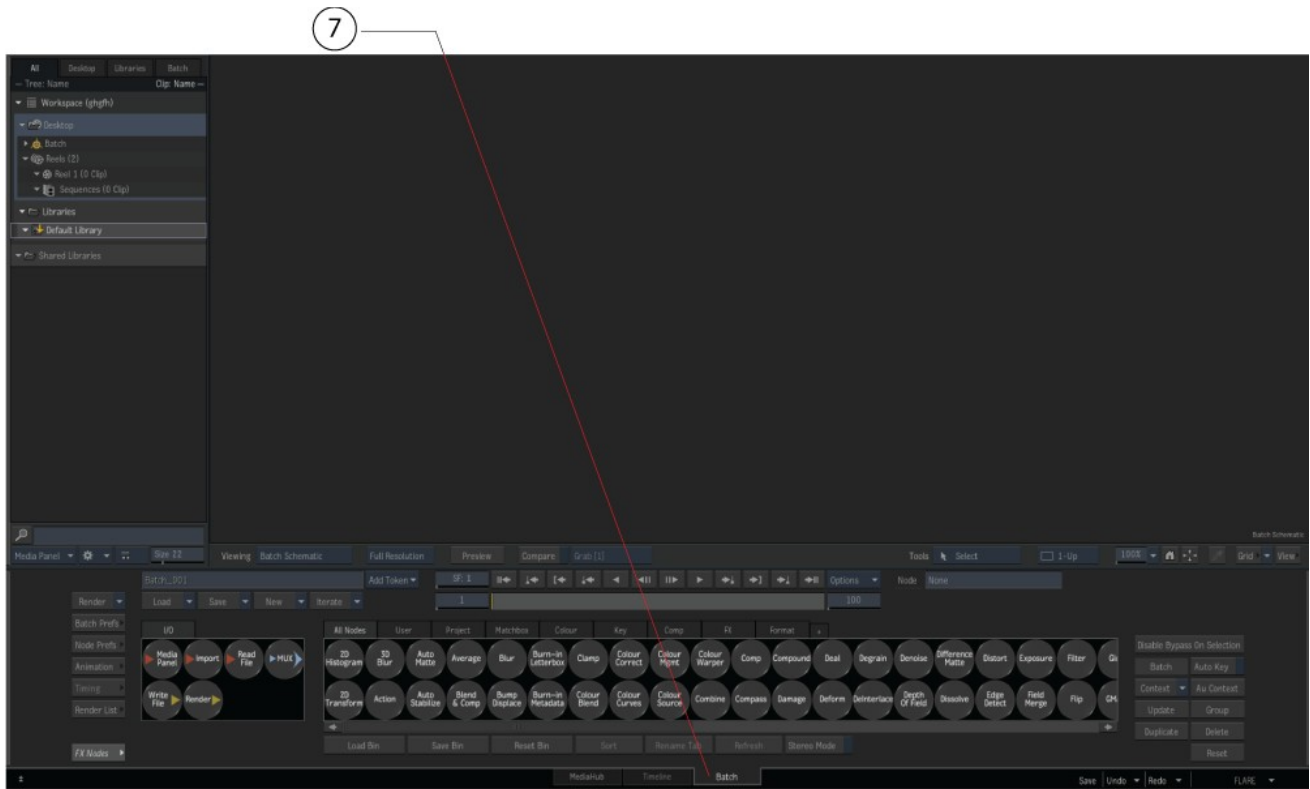 7
All Desktop Libraries Batch
Tree: Name Clip: Name
Workspace (ghgfh)
Desktop
Batch
Reels (2)
Reel 1 (0 Clip)
Sequences (0 Clip)
Libraries
Default Library
Shared Libraries
Batch Schematic
Media Panel Size 22 Viewing Batch Schematic Full Resolution Preview Compare Grab [1] Tools Select 1-Up 100% Grid View
Batch_001 Add Token SF: 1 Options Node None
Render Load Save New Iterate 1 100
Batch Prefs I/O All Nodes User Project Matchbox Colour Key Comp FX Format +
Node Prefs Disable Bypass On Selection
Media Panel Import Read File MUX 2D Histogram 3D Blur Auto Matte Average Blur Burn-in Letterbox Clamp Colour Correct Colour Mgmt Colour Warper Comp Compound Deal Degrain Denoise Difference Matte Distort Exposure Filter
Animation Batch Auto Key
Timing Context Au Context
Write File Render 2D Transform Action Auto Stabilize Blend & Comp Bump Displace Burn-in Metadata Colour Blend Colour Curves Colour Source Combine Compass Damage Deform DeInterlace Depth Of Field Dissolve Edge Detect Field Merge Flip
Render List Update Group
Duplicate Delete
FX Nodes Load Bin Save Bin Reset Bin Sort Rename Tab Refresh Stereo Mode Reset
MediaHub Timeline Batch Save Undo Redo FLARE